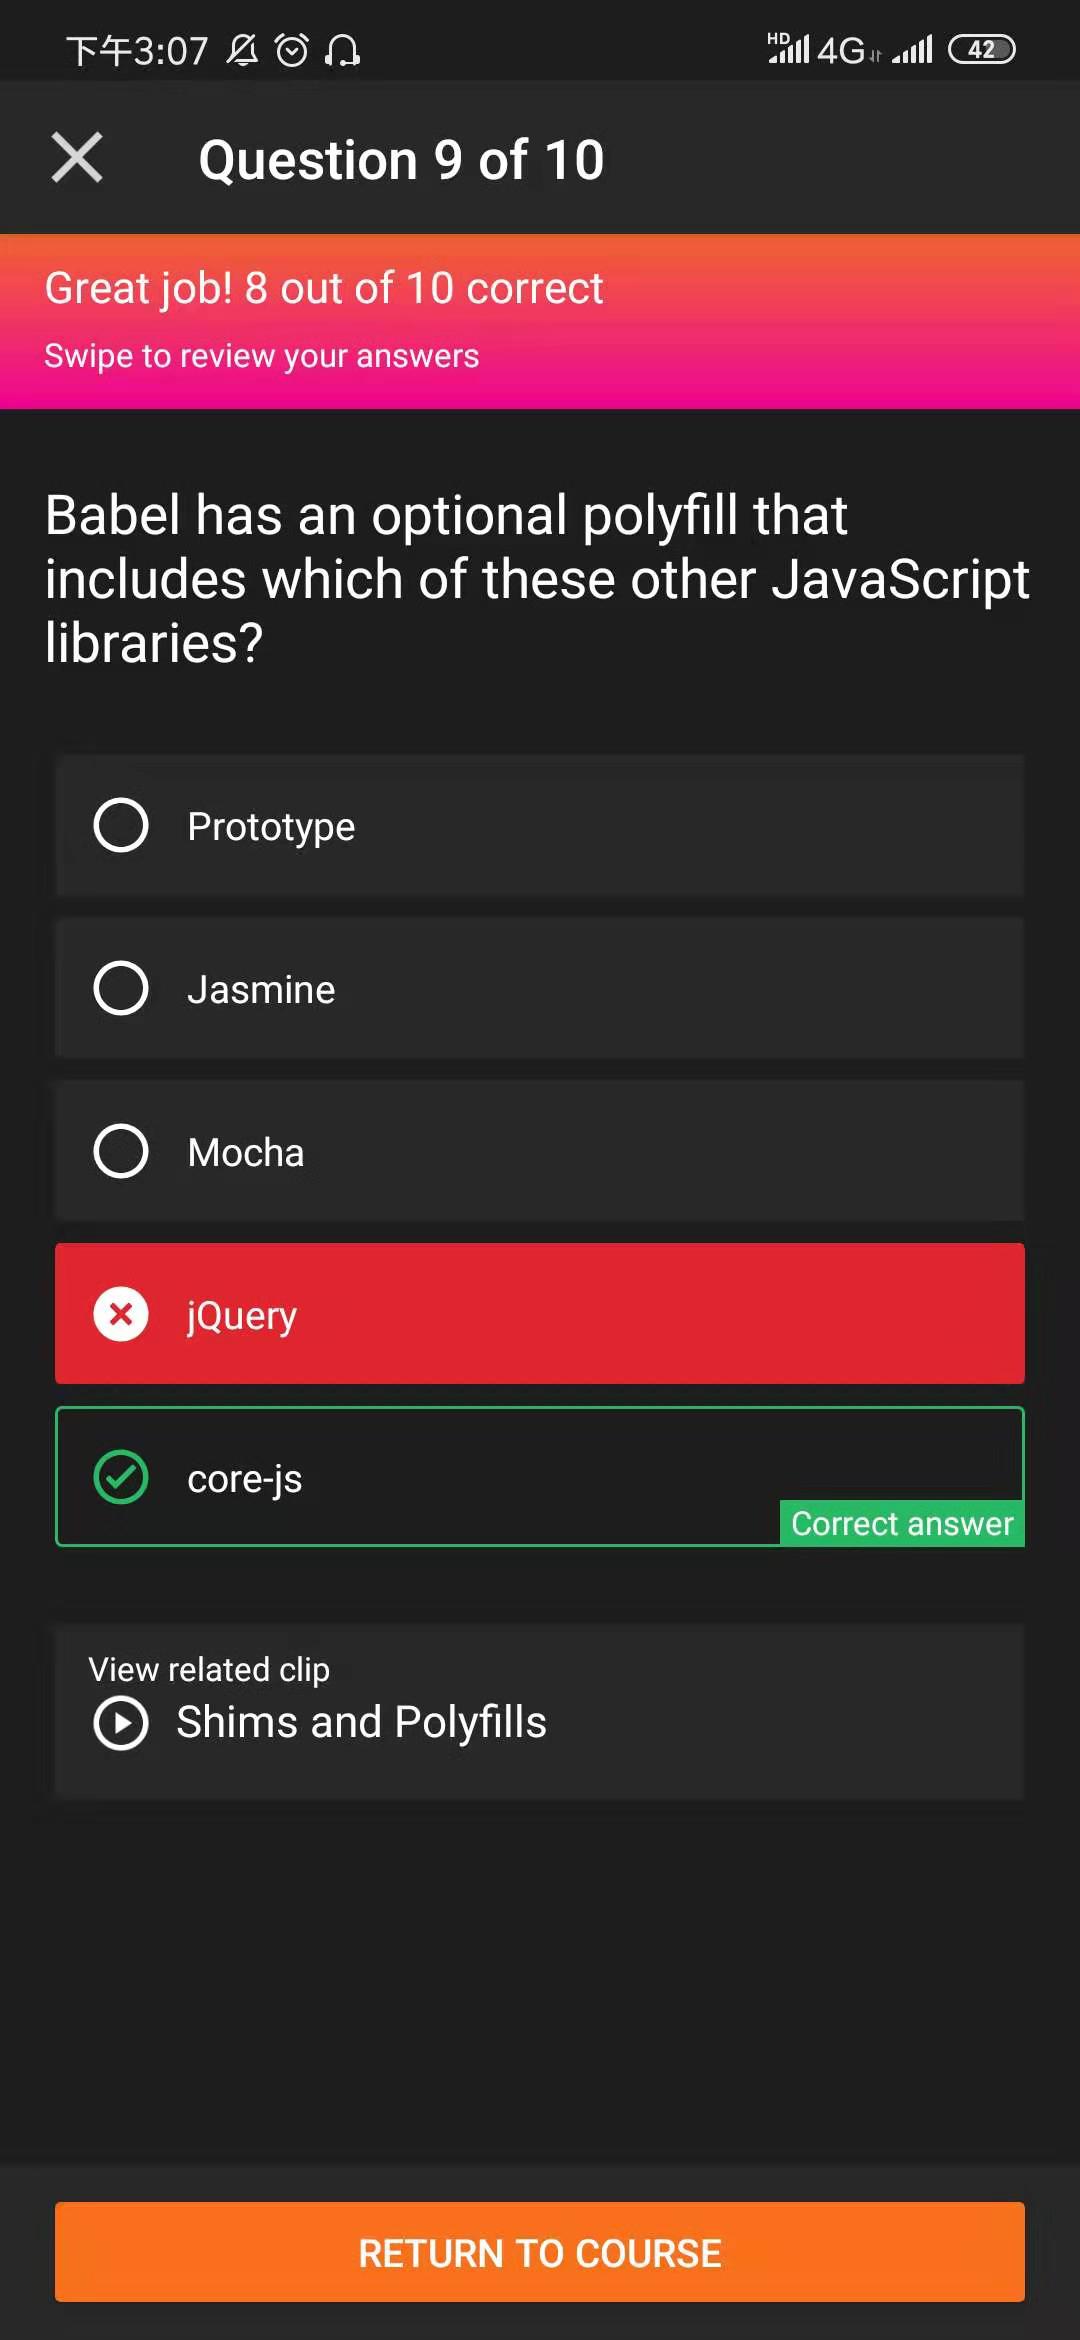 下午3:07 HD 4G 42
Question 9 of 10
Great job! 8 out of 10 correct
Swipe to review your answers
Babel has an optional polyfill that
includes which of these other JavaScript
libraries?
Prototype
Jasmine
Mocha
jQuery
core-js
Correct answer
View related clip
Shims and Polyfills
RETURN TO COURSE